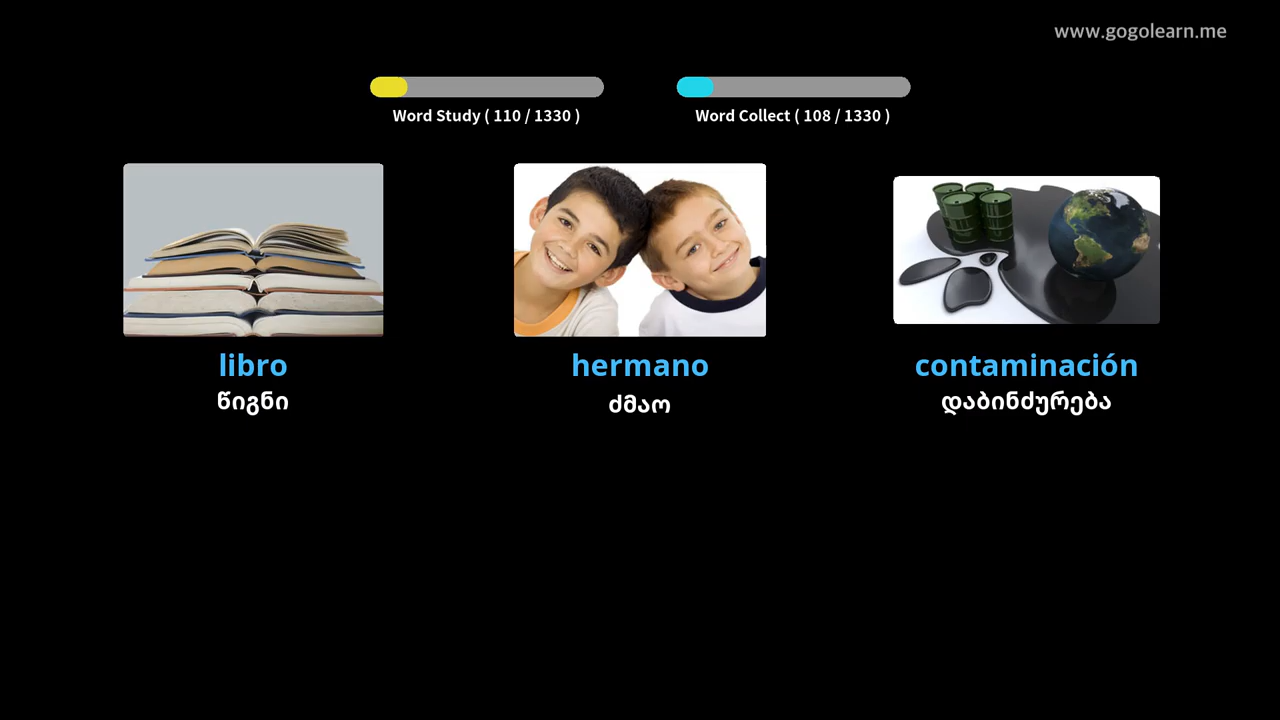 www.gogolearn.me
Word Study ( 110 / 1330 )
Word Collect ( 108 / 1330 )
libro
წიგნი
hermano
ძმაო
contaminación
დაბინძურება